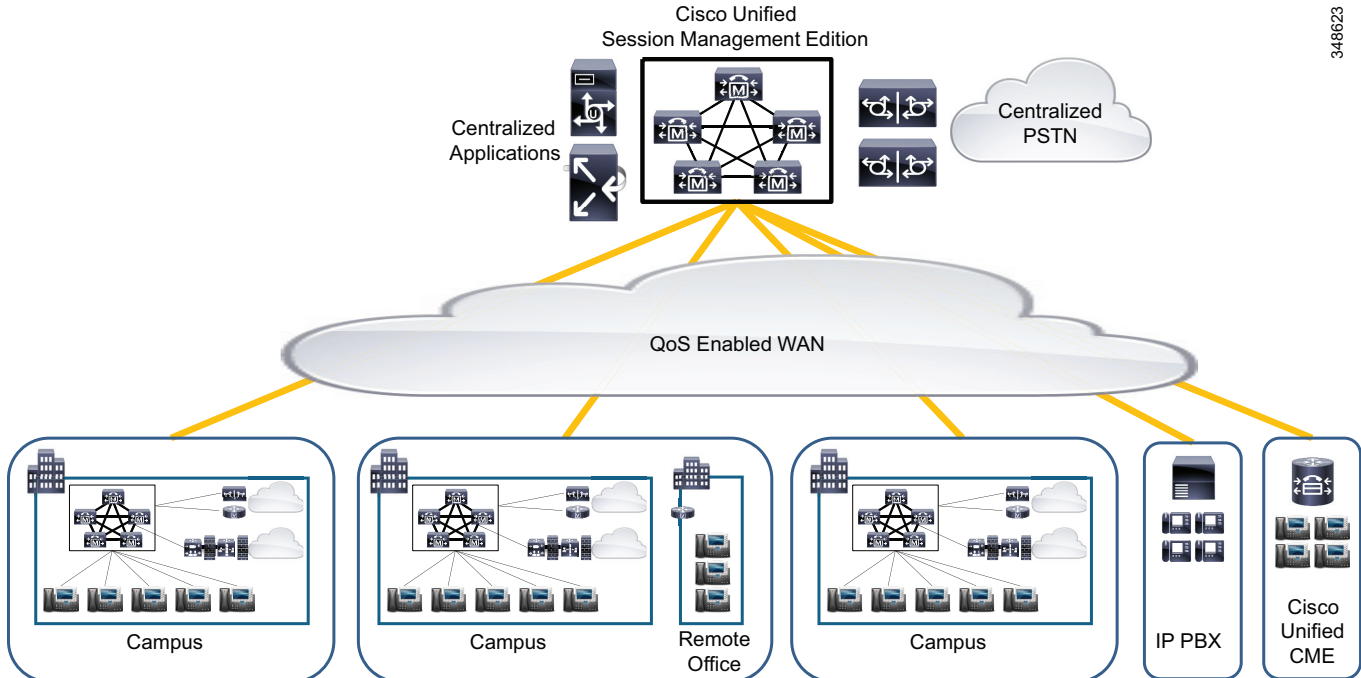 Cisco Unified
Session Management Edition
348623
Centralized
Applications
Centralized
PSTN
QoS Enabled WAN
Campus
Campus
Remote
Office
Campus
IP PBX
Cisco
Unified
CME